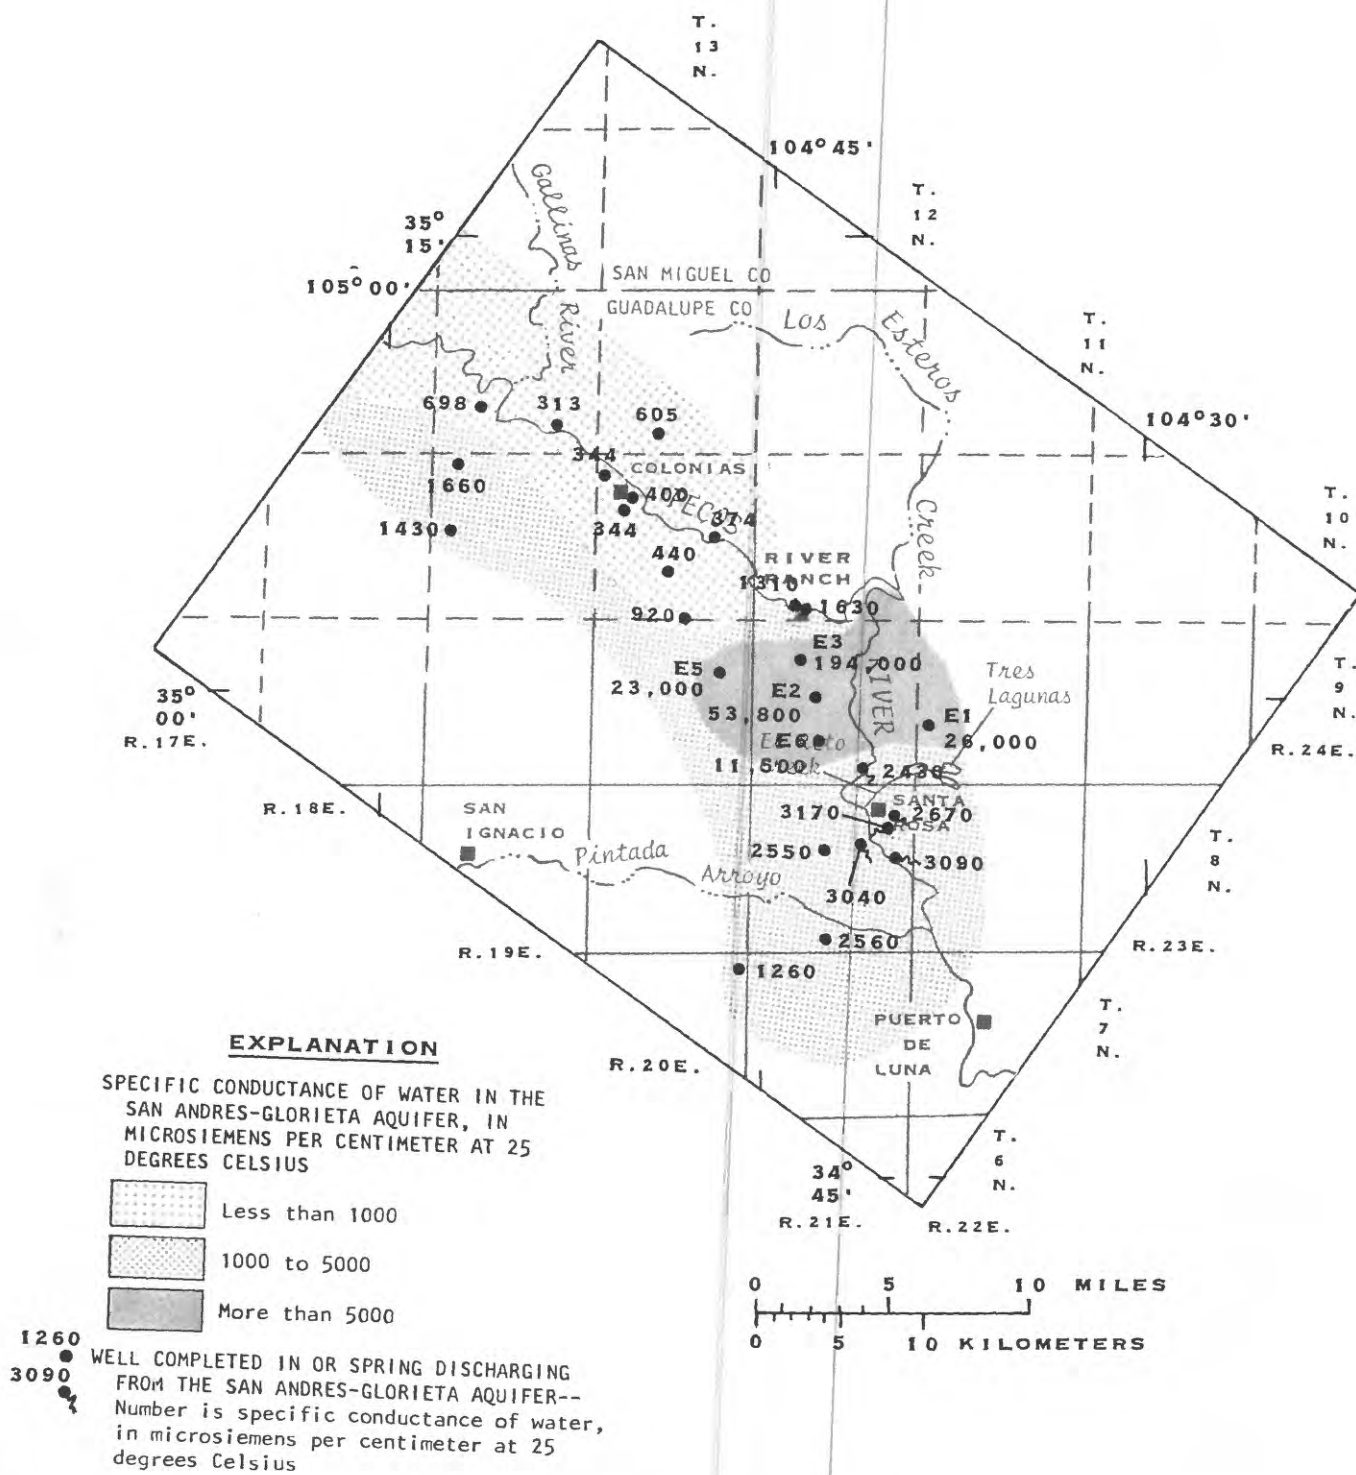 T.
13
N.
104° 45'
T.
12
N.
35°
15'
Gallinas
River
105° 00'
SAN MIGUEL CO
GUADALUPE CO
Los
Esteros
Creek
T.
11
N.
104° 30'
698
313
605
344
COLONIAS
1660
400
PECOS
374
344
1430
440
T.
10
N.
RIVER
RANCH
1310
1630
920
E3
194,000
E5
23,000
RIVER
Tres
Lagunas
T.
9
N.
E2
53,800
E1
26,000
35°
00'
R.17E.
E6
11,500
2430
R.24E.
R.18E.
SAN
IGNACIO
SANTA
ROSA
3170
2670
T.
8
N.
2550
3090
Pintada
Arroyo
3040
R.19E.
2560
R.23E.
1260
T.
7
N.
PUERTO
DE
LUNA
R.20E.
T.
6
N.
34°
45'
R.21E.
R.22E.
EXPLANATION
SPECIFIC CONDUCTANCE OF WATER IN THE
SAN ANDRES-GLORIETA AQUIFER, IN
MICROSIEMENS PER CENTIMETER AT 25
DEGREES CELSIUS
Less than 1000
1000 to 5000
More than 5000
1260
3090
WELL COMPLETED IN OR SPRING DISCHARGING
FROM THE SAN ANDRES-GLORIETA AQUIFER--
Number is specific conductance of water,
in microsiemens per centimeter at 25
degrees Celsius
0 5 10 MILES
0 5 10 KILOMETERS